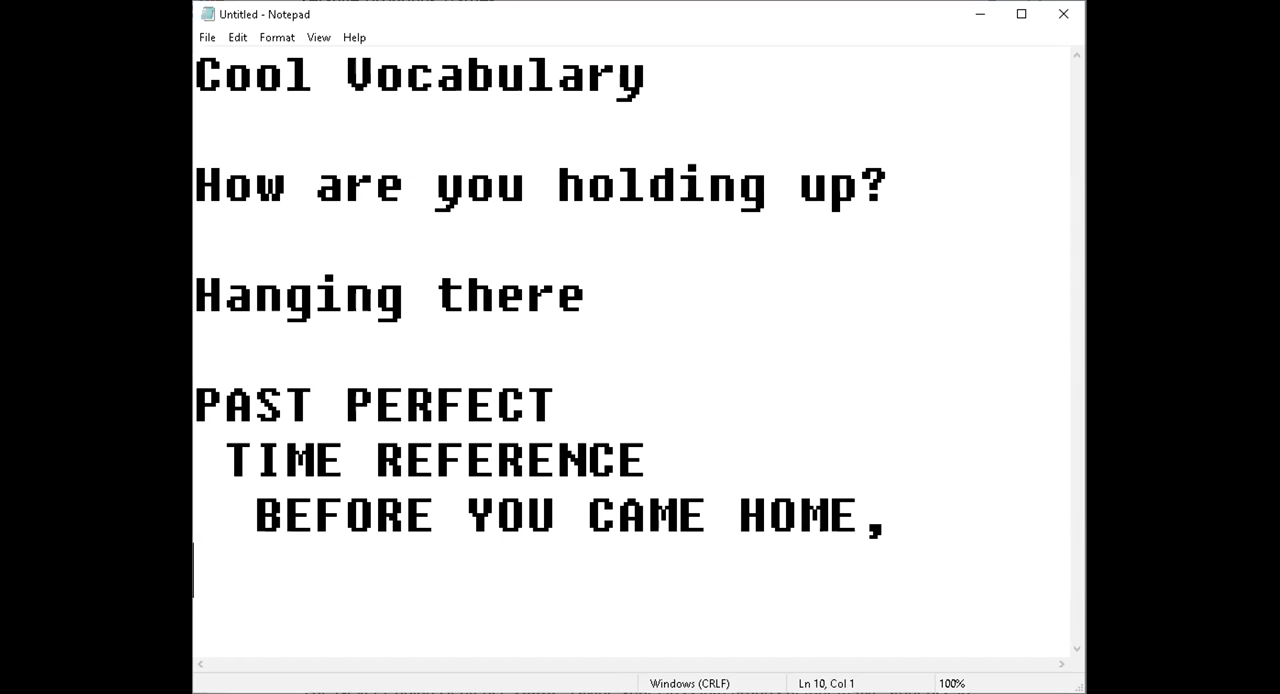 Untitled - Notepad
File Edit Format View Help
Cool Vocabulary
How are you holding up?
Hanging there
PAST PERFECT
TIME REFERENCE
BEFORE YOU CAME HOME,
Windows (CRLF) Ln 10, Col 1 100%